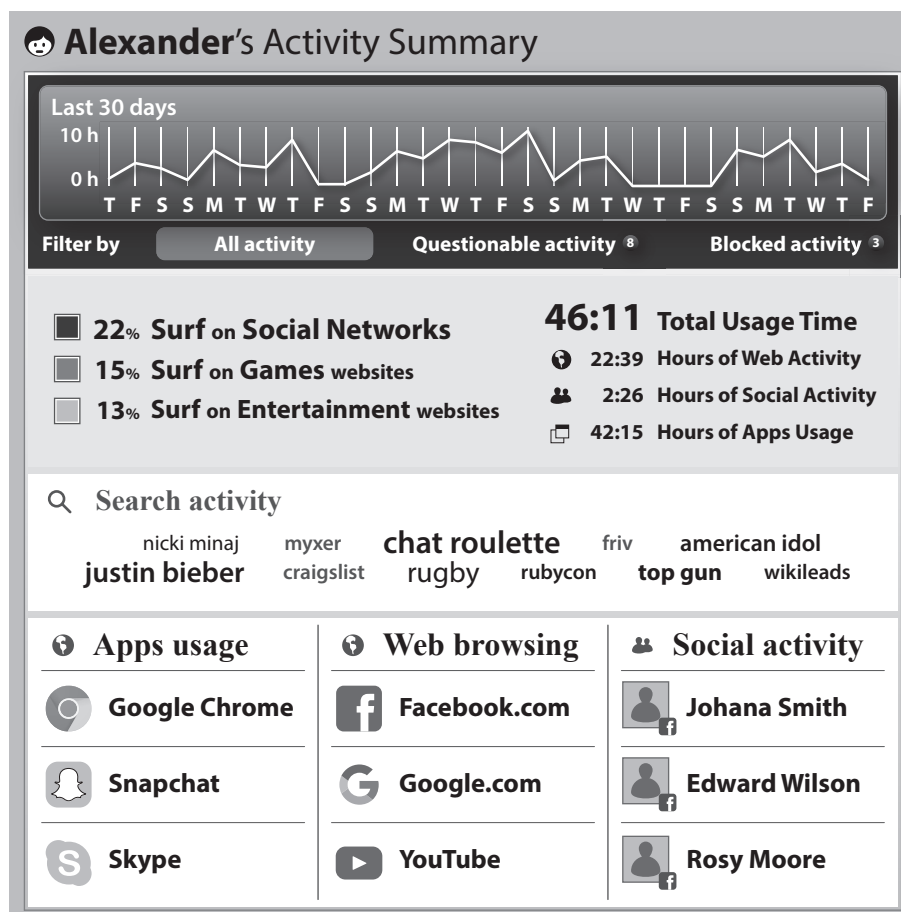 Alexander's Activity Summary
Last 30 days
10 h
0 h
T F S S M T W T F S S M T W T F S S M T W T F S S M T W T F
Filter by All activity Questionable activity 8 Blocked activity 3
22% Surf on Social Networks
15% Surf on Games websites
13% Surf on Entertainment websites
46:11 Total Usage Time
22:39 Hours of Web Activity
2:26 Hours of Social Activity
42:15 Hours of Apps Usage
Search activity
nicki minaj myxer chat roulette friv american idol
justin bieber craigslist rugby rubycon top gun wikileads
Apps usage
Google Chrome
Snapchat
Skype
Web browsing
Facebook.com
Google.com
YouTube
Social activity
Johana Smith
Edward Wilson
Rosy Moore